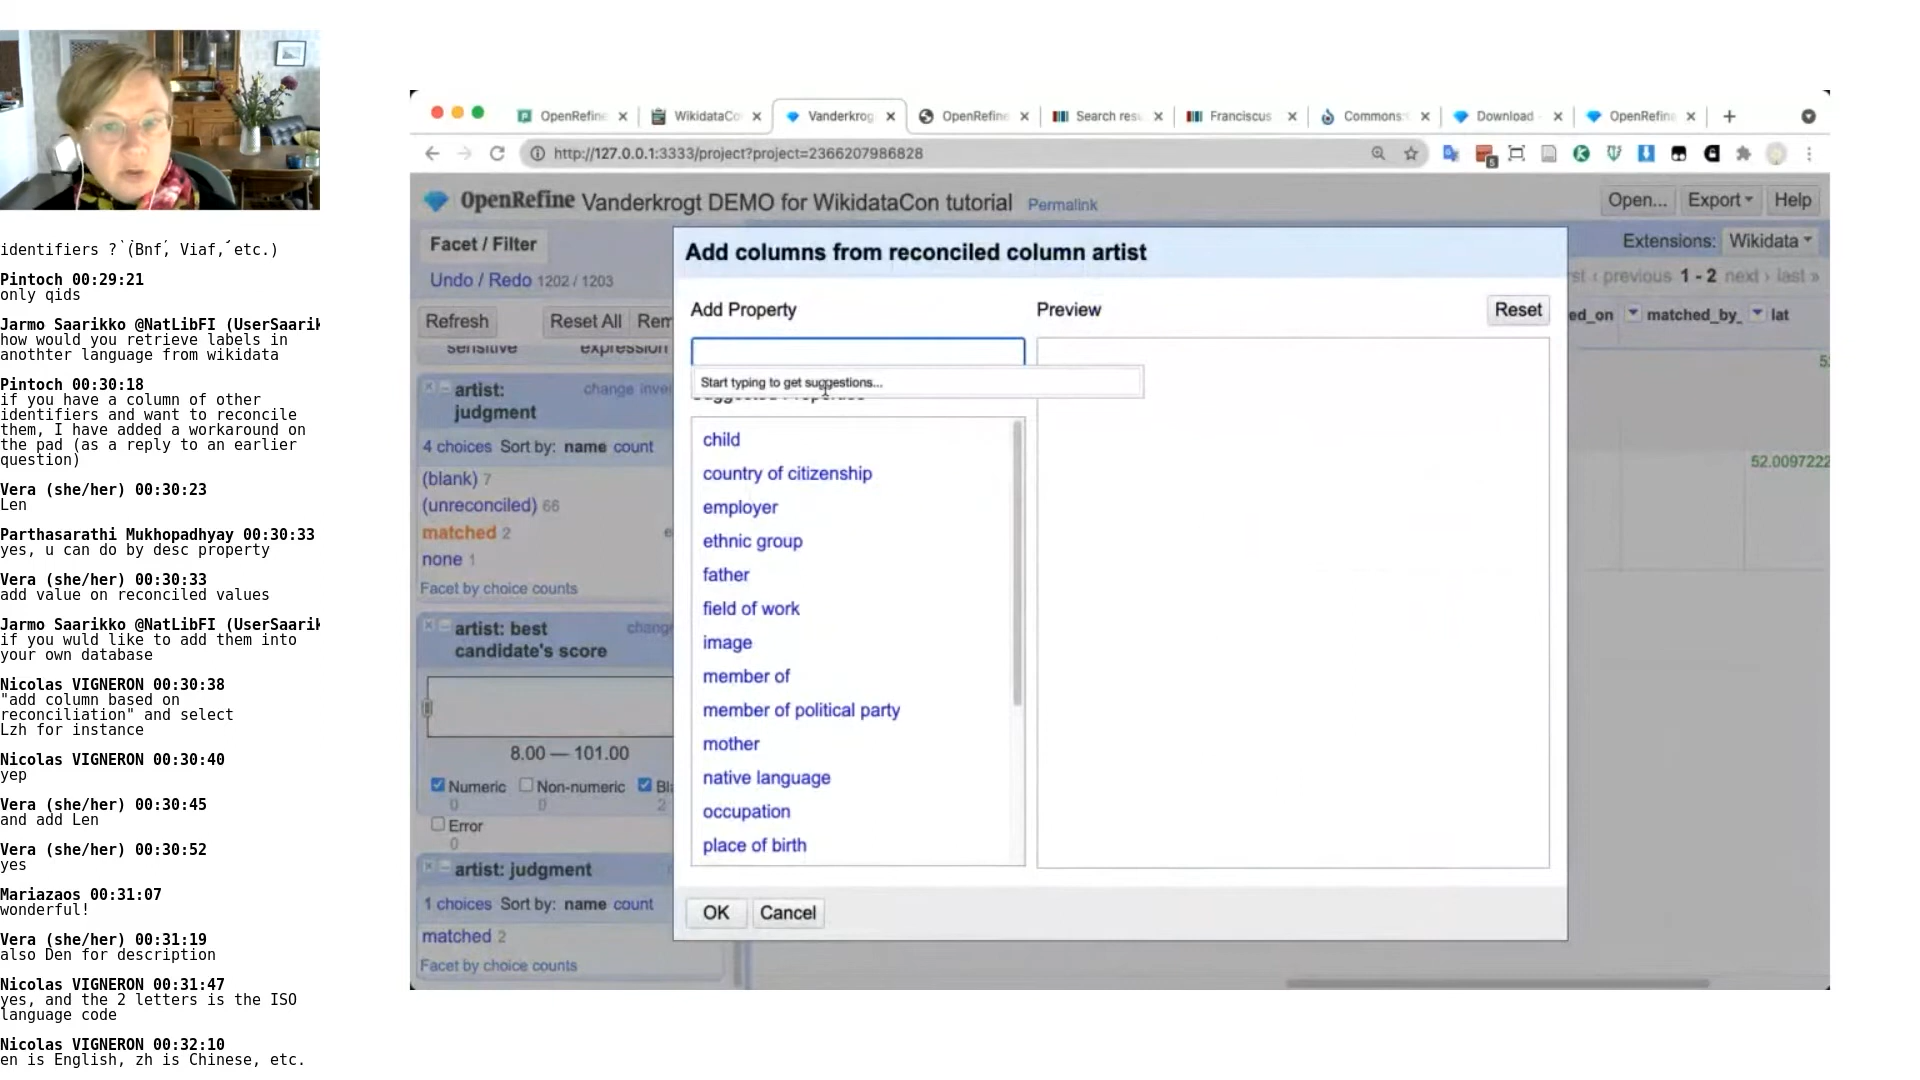 identifiers ? (Bnf, Viaf, etc.)
Pintoch 00:29:21
only qids
Jarmo Saarikko @NatLibFI (UserSaarik
how would you retrieve labels in
anothter language from wikidata
Pintoch 00:30:18
if you have a column of other
identifiers and want to reconcile
them, I have added a workaround on
the pad (as a reply to an earlier
question)
Vera (she/her) 00:30:23
Len
Parthasarathi Mukhopadhyay 00:30:33
yes, u can do by desc property
Vera (she/her) 00:30:33
add value on reconciled values
Jarmo Saarikko @NatLibFI (UserSaarik
if you wuld like to add them into
your own database
Nicolas VIGNERON 00:30:38
"add column based on
reconciliation" and select
Lzh for instance
Nicolas VIGNERON 00:30:40
yep
Vera (she/her) 00:30:45
and add Len
Vera (she/her) 00:30:52
yes
Mariazaos 00:31:07
wonderful!
Vera (she/her) 00:31:19
also Den for description
Nicolas VIGNERON 00:31:47
yes, and the 2 letters is the ISO
language code
Nicolas VIGNERON 00:32:10
en is English, zh is Chinese, etc.
OpenRefine WikidataCo Vanderkrog OpenRefine Search resu Franciscus Commons: Download - OpenRefine
http://127.0.0.1:3333/project?project=2366207986828
5
OpenRefine Vanderkrogt DEMO for WikidataCon tutorial Permalink Open... Export Help
Facet / Filter
Undo / Redo 1202 / 1203
Extensions: Wikidata
rst ‹ previous 1 - 2 next › last »
Refresh Reset All Rem
ed_on matched_by_ lat
sensitive expression
artist: judgment change inve
4 choices Sort by: name count
(blank) 7
(unreconciled) 66
matched 2
none 1
Facet by choice counts
artist: best candidate's score chang
8.00 — 101.00
Numeric Non-numeric Bl
0 0 2
Error
0
artist: judgment
1 choices Sort by: name count
matched 2
Facet by choice counts
Add columns from reconciled column artist
Add Property Preview Reset
Start typing to get suggestions...
child
country of citizenship
employer
ethnic group
father
field of work
image
member of
member of political party
mother
native language
occupation
place of birth
OK Cancel
52.0097222